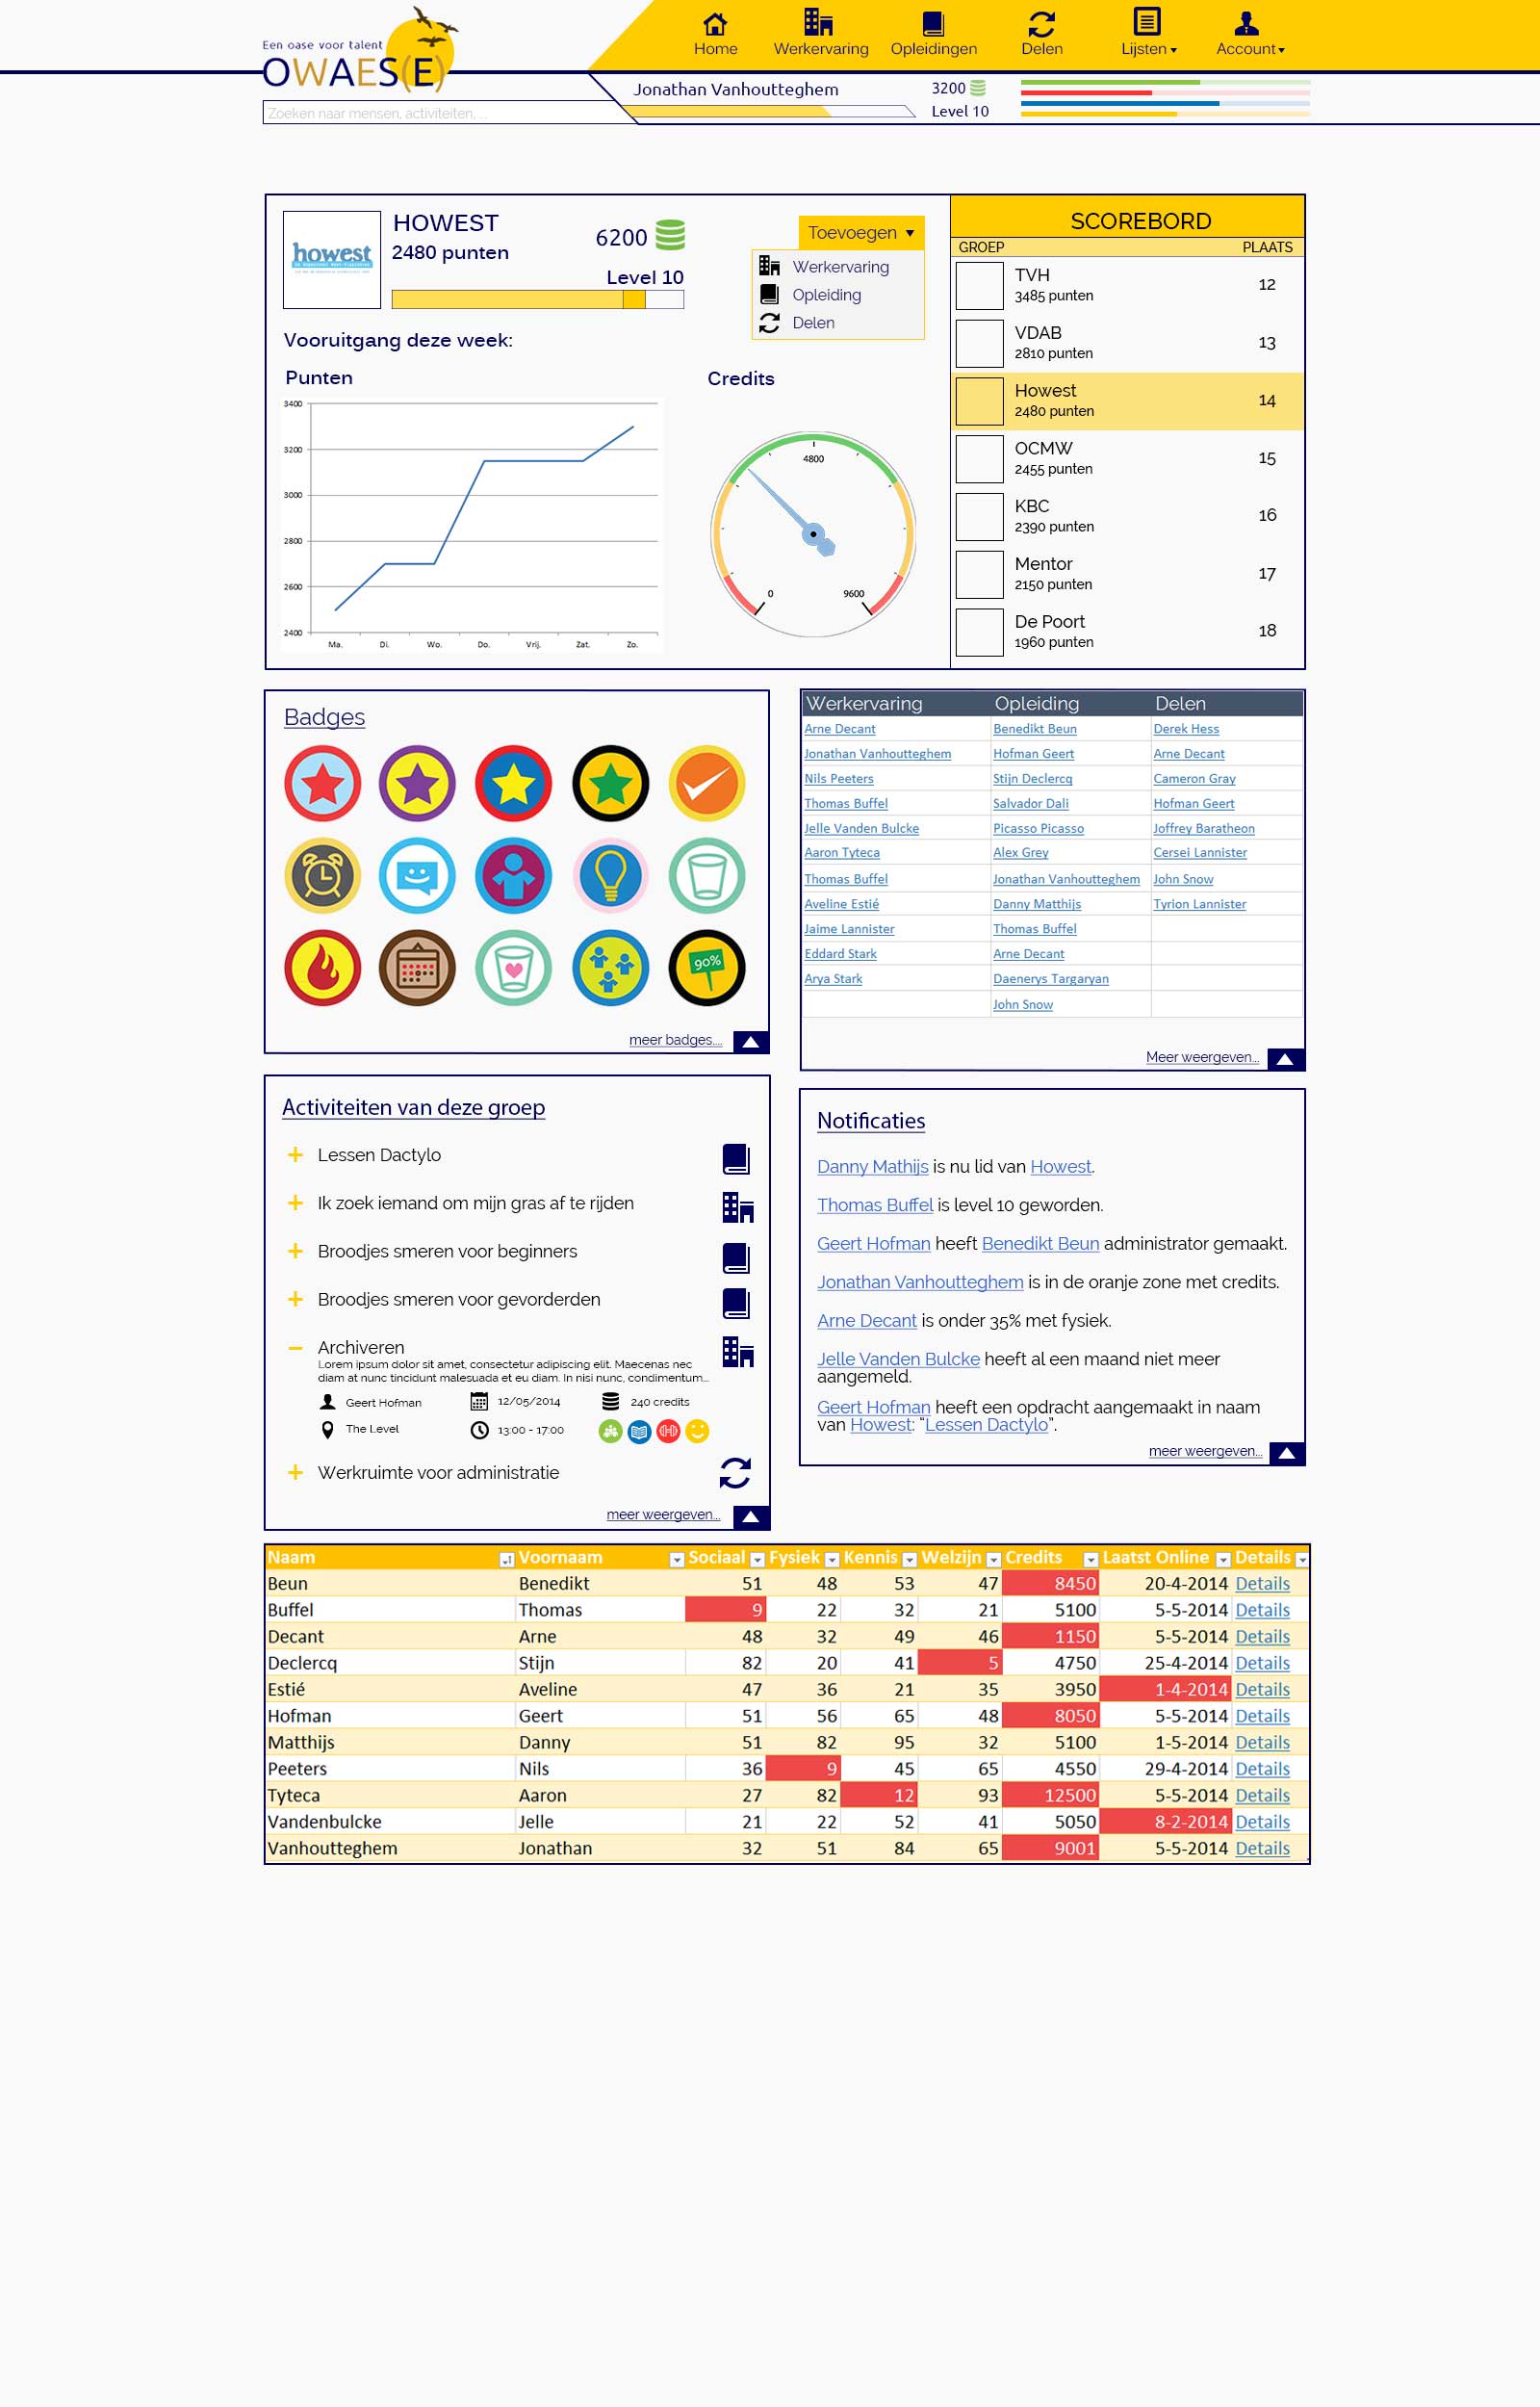 Een oase voor talent
OWAES(E)
Home
Werkervaring
Opleidingen
Delen
Lijsten
Account
Zoeken naar mensen, activiteiten, ...
Jonathan Vanhoutteghem
3200
Level 10
howest
HOWEST
2480 punten
6200
Level 10
Toevoegen
Werkervaring
Opleiding
Delen
Vooruitgang deze week:
Punten
3400
3200
3000
2800
2600
2400
Ma. Di. Wo. Do. Vrij. Zat. Zo.
Credits
4800
0 9600
SCOREBORD
GROEP PLAATS
TVH
3485 punten
12
VDAB
2810 punten
13
Howest
2480 punten
14
OCMW
2455 punten
15
KBC
2390 punten
16
Mentor
2150 punten
17
De Poort
1960 punten
18
Badges
90%
meer badges....
Werkervaring Opleiding Delen
Arne Decant Benedikt Beun Derek Hess
Jonathan Vanhoutteghem Hofman Geert Arne Decant
Nils Peeters Stijn Declercq Cameron Gray
Thomas Buffel Salvador Dali Hofman Geert
Jelle Vanden Bulcke Picasso Picasso Joffrey Baratheon
Aaron Tyteca Alex Grey Cersei Lannister
Thomas Buffel Jonathan Vanhoutteghem John Snow
Aveline Estié Danny Matthijs Tyrion Lannister
Jaime Lannister Thomas Buffel
Eddard Stark Arne Decant
Arya Stark Daenerys Targaryan
John Snow
Meer weergeven...
Activiteiten van deze groep
Lessen Dactylo
Ik zoek iemand om mijn gras af te rijden
Broodjes smeren voor beginners
Broodjes smeren voor gevorderden
Archiveren
Lorem ipsum dolor sit amet, consectetur adipiscing elit. Maecenas nec
diam at nunc tincidunt malesuada et eu diam. In nisi nunc, condimentum...
Geert Hofman 12/05/2014 240 credits
The Level 13:00 - 17:00
Werkruimte voor administratie
meer weergeven...
Notificaties
Danny Mathijs is nu lid van Howest.
Thomas Buffel is level 10 geworden.
Geert Hofman heeft Benedikt Beun administrator gemaakt.
Jonathan Vanhoutteghem is in de oranje zone met credits.
Arne Decant is onder 35% met fysiek.
Jelle Vanden Bulcke heeft al een maand niet meer
aangemeld.
Geert Hofman heeft een opdracht aangemaakt in naam
van Howest: “Lessen Dactylo”.
meer weergeven...
Naam Voornaam Sociaal Fysiek Kennis Welzijn Credits Laatst Online Details
Beun Benedikt 51 48 53 47 8450 20-4-2014 Details
Buffel Thomas 9 22 32 21 5100 5-5-2014 Details
Decant Arne 48 32 49 46 1150 5-5-2014 Details
Declercq Stijn 82 20 41 5 4750 25-4-2014 Details
Estié Aveline 47 36 21 35 3950 1-4-2014 Details
Hofman Geert 51 56 65 48 8050 5-5-2014 Details
Matthijs Danny 51 82 95 32 5100 1-5-2014 Details
Peeters Nils 36 9 45 65 4550 29-4-2014 Details
Tyteca Aaron 27 82 12 93 12500 5-5-2014 Details
Vandenbulcke Jelle 21 22 52 41 5050 8-2-2014 Details
Vanhoutteghem Jonathan 32 51 84 65 9001 5-5-2014 Details